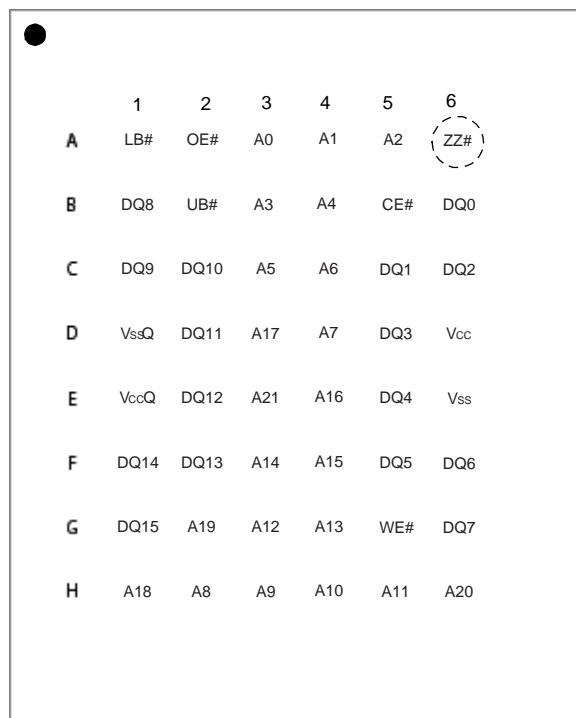 1 2 3 4 5 6
A LB# OE# A0 A1 A2 ZZ#
B DQ8 UB# A3 A4 CE# DQ0
C DQ9 DQ10 A5 A6 DQ1 DQ2
D VssQ DQ11 A17 A7 DQ3 Vcc
E VccQ DQ12 A21 A16 DQ4 Vss
F DQ14 DQ13 A14 A15 DQ5 DQ6
G DQ15 A19 A12 A13 WE# DQ7
H A18 A8 A9 A10 A11 A20